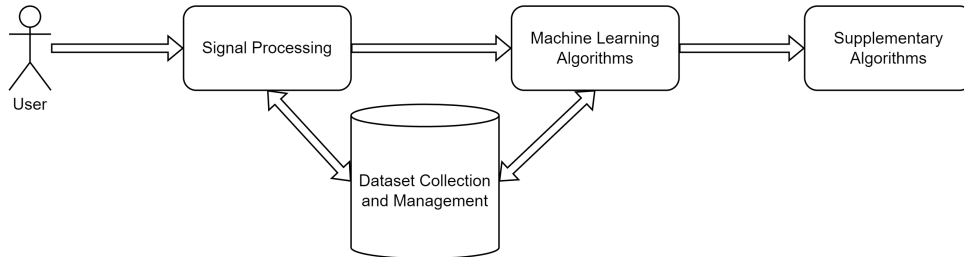 User
Signal Processing
Machine Learning
Algorithms
Supplementary
Algorithms
Dataset Collection
and Management